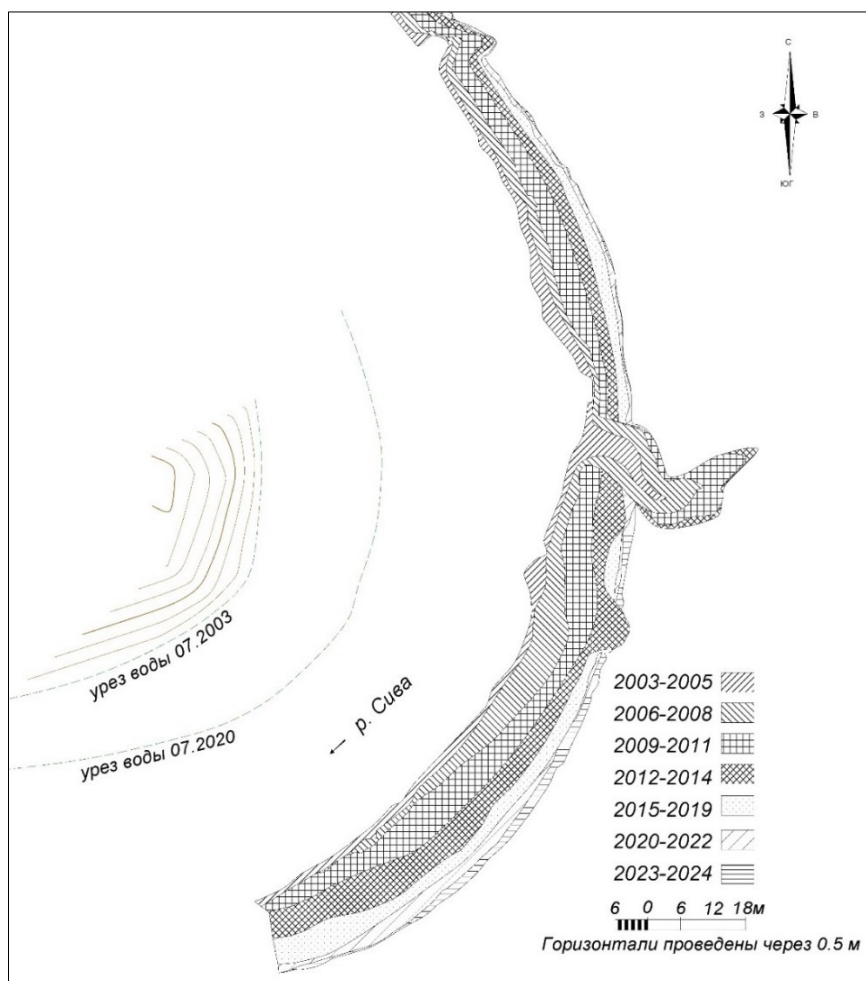 С
З В
ЮГ
урез воды 07.2003
р. Сива
урез воды 07.2020
2003-2005
2006-2008
2009-2011
2012-2014
2015-2019
2020-2022
2023-2024
6 0 6 12 18м
Горизонтали проведены через 0.5 м